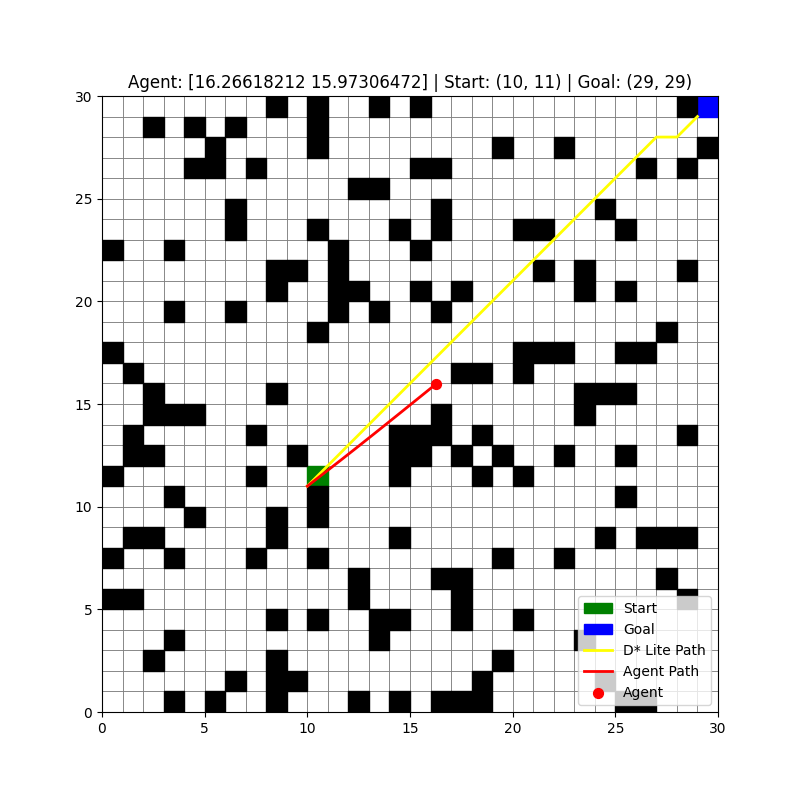 Agent: [16.26618212 15.97306472] | Start: (10, 11) | Goal: (29, 29)
30
25
20
15
10
5
0
0 5 10 15 20 25 30
Start
Goal
D* Lite Path
Agent Path
Agent